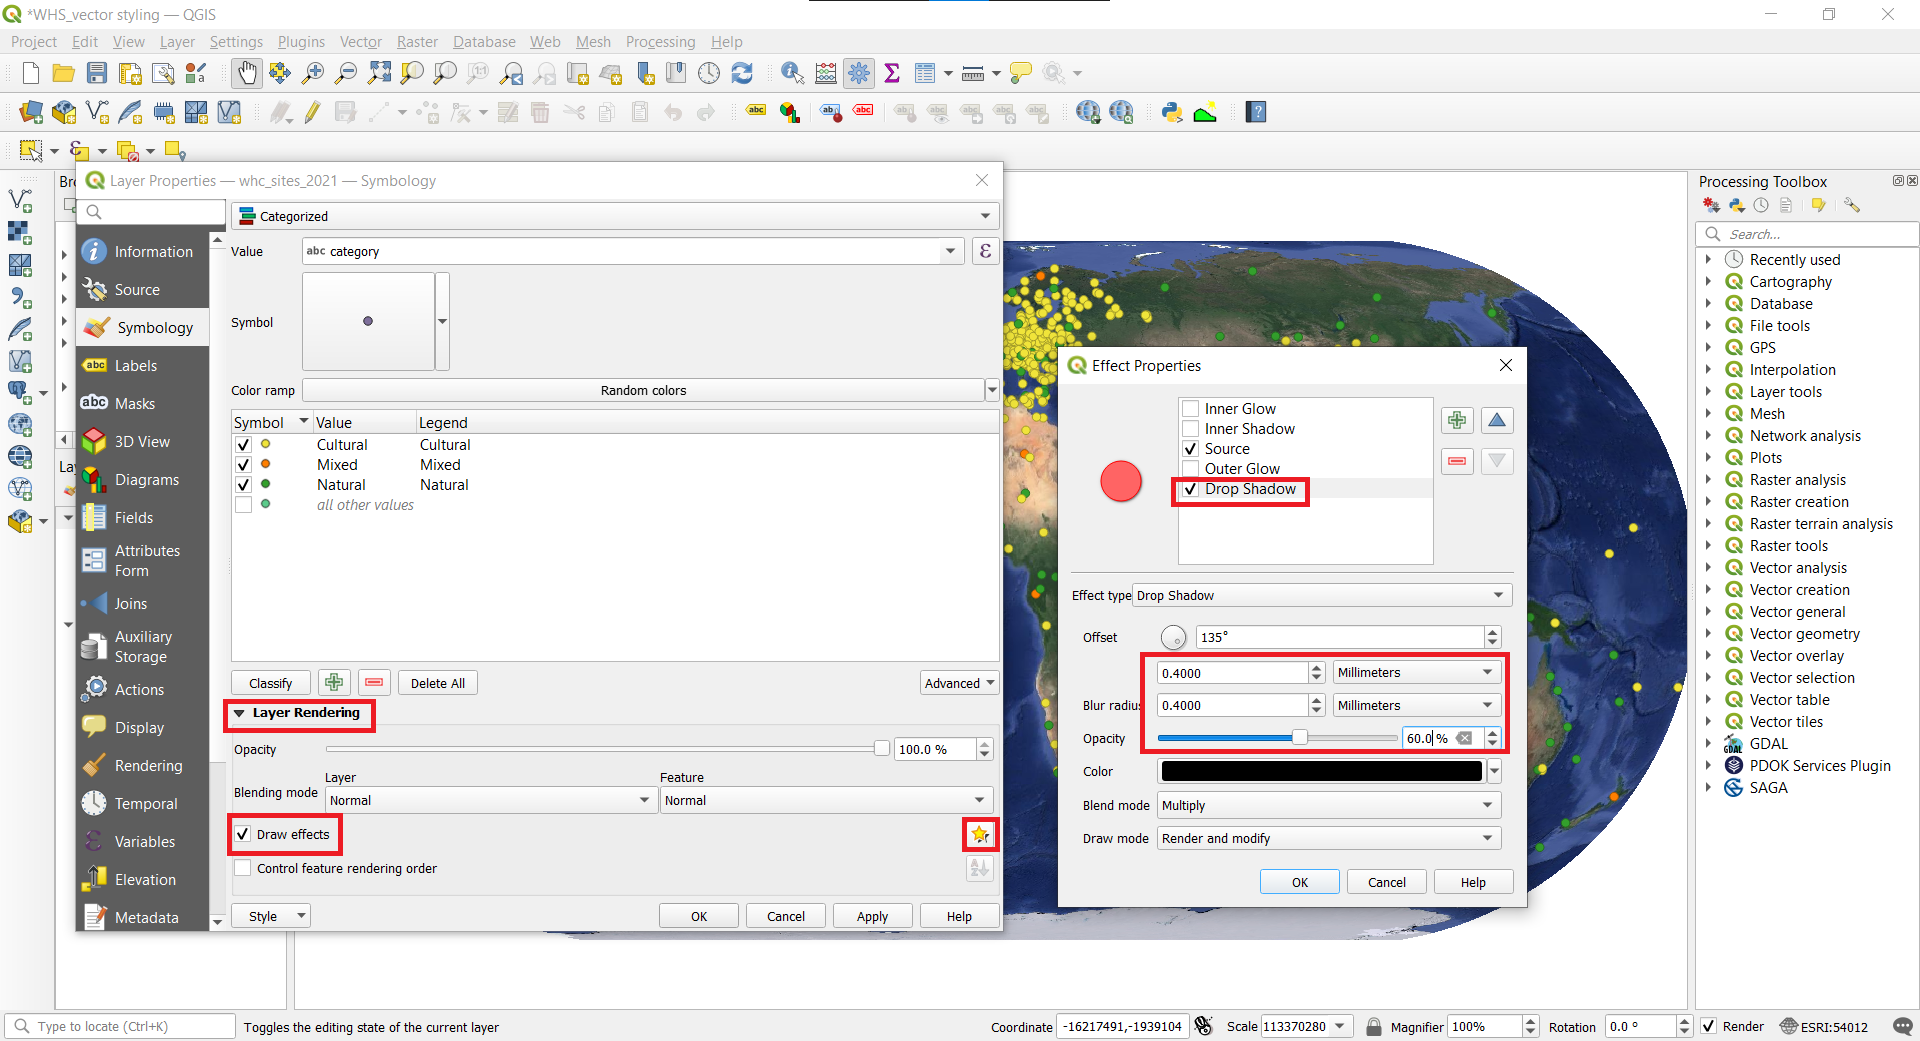 *WHS_vector styling — QGIS
Project Edit View Layer Settings Plugins Vector Raster Database Web Mesh Processing Help
Layer Properties — whc_sites_2021 — Symbology
Information
Source
Symbology
Labels
Masks
3D View
Diagrams
Fields
Attributes
Form
Joins
Auxiliary
Storage
Actions
Display
Rendering
Temporal
Variables
Elevation
Metadata
Categorized
Value abc category ε
Symbol
Color ramp Random colors
Symbol Value Legend
Cultural Cultural
Mixed Mixed
Natural Natural
all other values
Classify Delete All Advanced
Layer Rendering
Opacity 100.0 %
Layer Feature
Blending mode Normal Normal
Draw effects
Control feature rendering order
Style OK Cancel Apply Help
Effect Properties
Inner Glow
Inner Shadow
Source
Outer Glow
Drop Shadow
Effect type Drop Shadow
Offset 135°
0.4000 Millimeters
Blur radius 0.4000 Millimeters
Opacity 60.0 %
Color
Blend mode Multiply
Draw mode Render and modify
OK Cancel Help
Processing Toolbox
Search...
Recently used
Cartography
Database
File tools
GPS
Interpolation
Layer tools
Mesh
Network analysis
Plots
Raster analysis
Raster creation
Raster terrain analysis
Raster tools
Vector analysis
Vector creation
Vector general
Vector geometry
Vector overlay
Vector selection
Vector table
Vector tiles
GDAL
PDOK Services Plugin
SAGA
Type to locate (Ctrl+K) Toggles the editing state of the current layer Coordinate -16217491,-1939104 Scale 113370280 Magnifier 100% Rotation 0.0 ° Render ESRI:54012